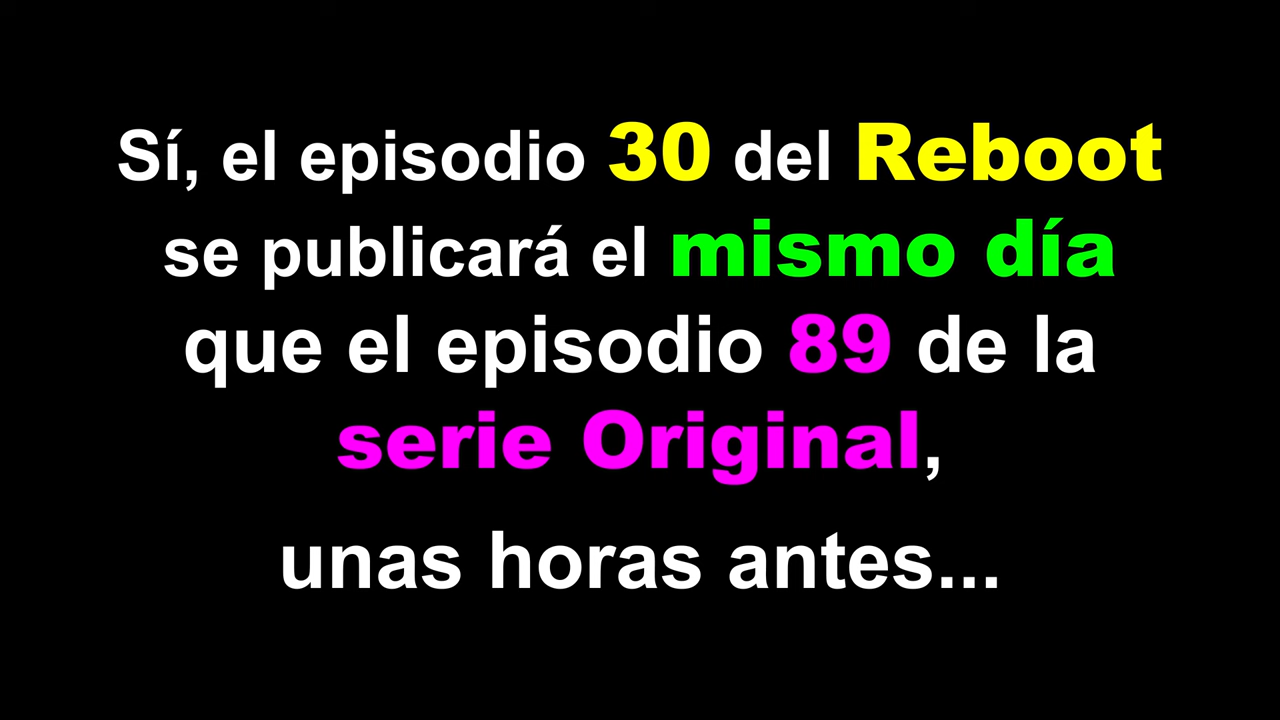 Sí, el episodio 30 del Reboot
se publicará el mismo día
que el episodio 89 de la
serie Original,
unas horas antes...